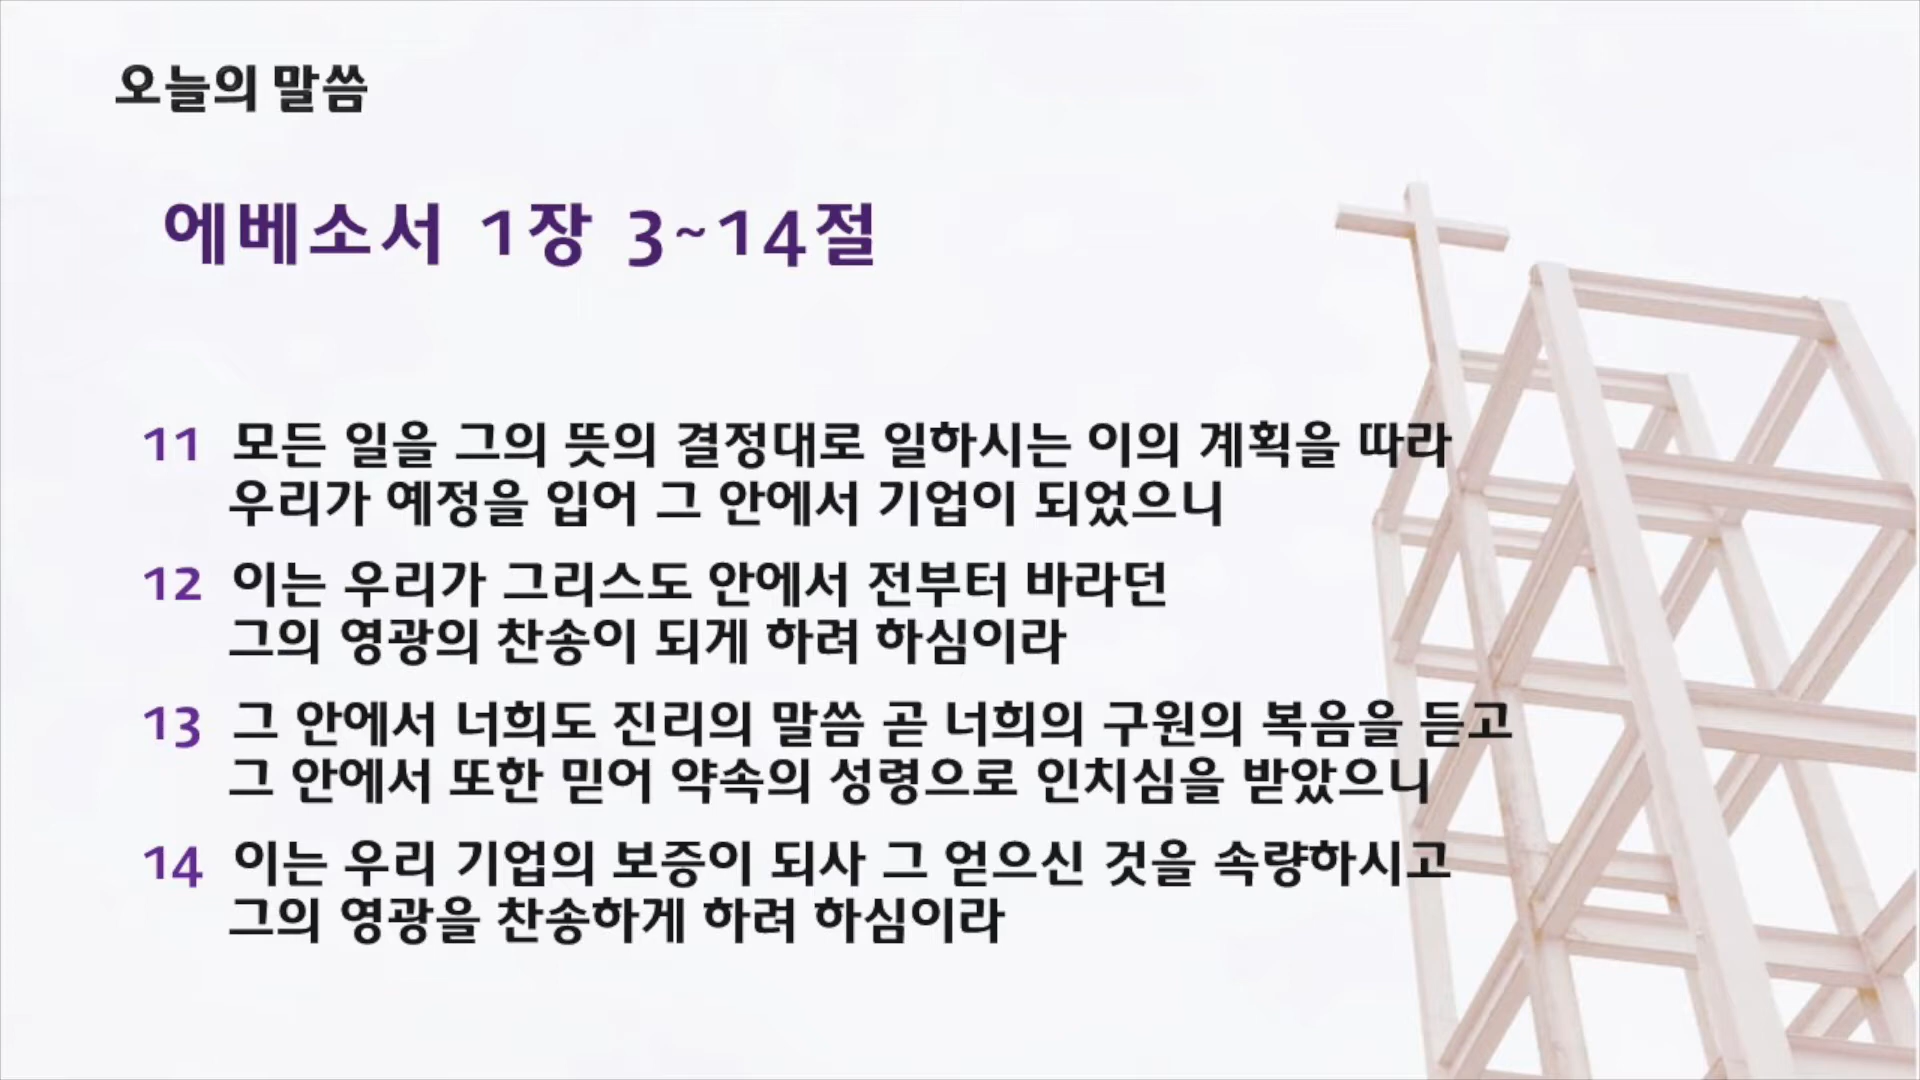 오늘의 말씀
에베소서 1장 3~14절
11 모든 일을 그의 뜻의 결정대로 일하시는 이의 계획을 따라
우리가 예정을 입어 그 안에서 기업이 되었으니
12 이는 우리가 그리스도 안에서 전부터 바라던
그의 영광의 찬송이 되게 하려 하심이라
13 그 안에서 너희도 진리의 말씀 곧 너희의 구원의 복음을 듣고
그 안에서 또한 믿어 약속의 성령으로 인치심을 받았으니
14 이는 우리 기업의 보증이 되사 그 얻으신 것을 속량하시고
그의 영광을 찬송하게 하려 하심이라